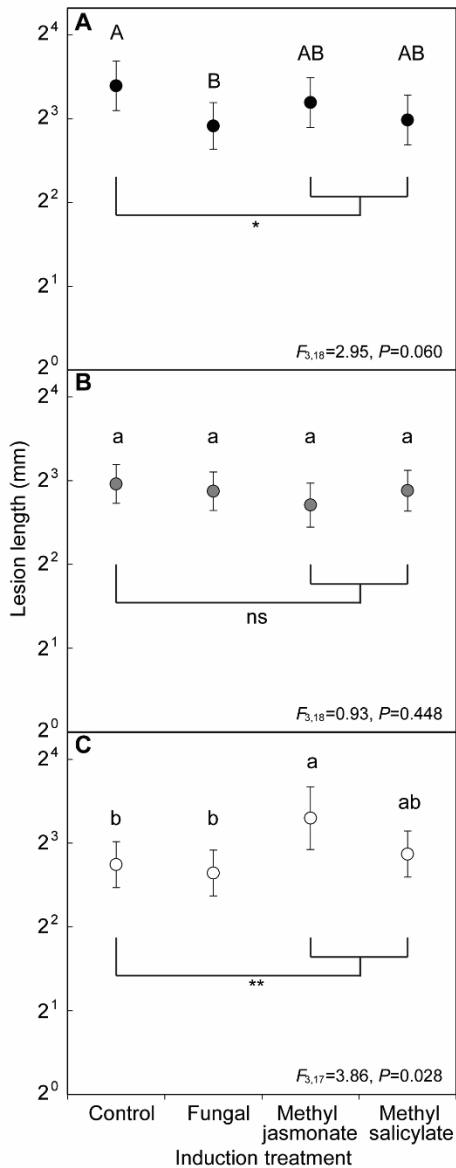 A
2⁴
A
B
AB
AB
2³
2²
*
2¹
F₃,₁₈=2.95, P=0.060
2⁰
B
2⁴
a
a
a
a
2³
2²
ns
2¹
F₃,₁₈=0.93, P=0.448
2⁰
Lesion length (mm)
C
2⁴
b
b
a
ab
2³
2²
**
2¹
F₃,₁₇=3.86, P=0.028
2⁰
Control Fungal Methyl Methyl
jasmonate salicylate
Induction treatment